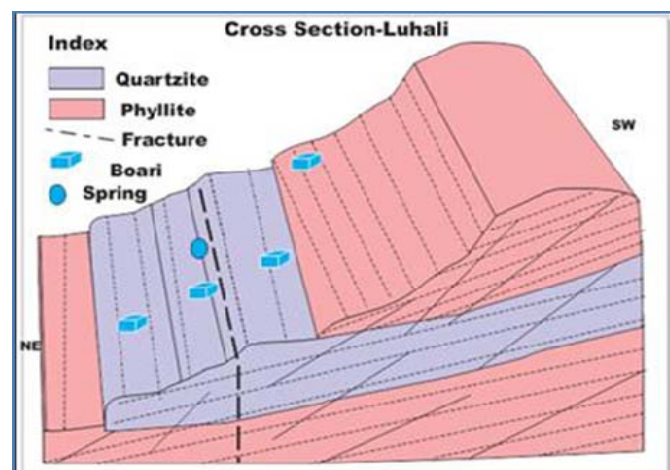 Cross Section-Luhali
Index
Quartzite
Phyllite
Fracture
Boari
Spring
SW
NE